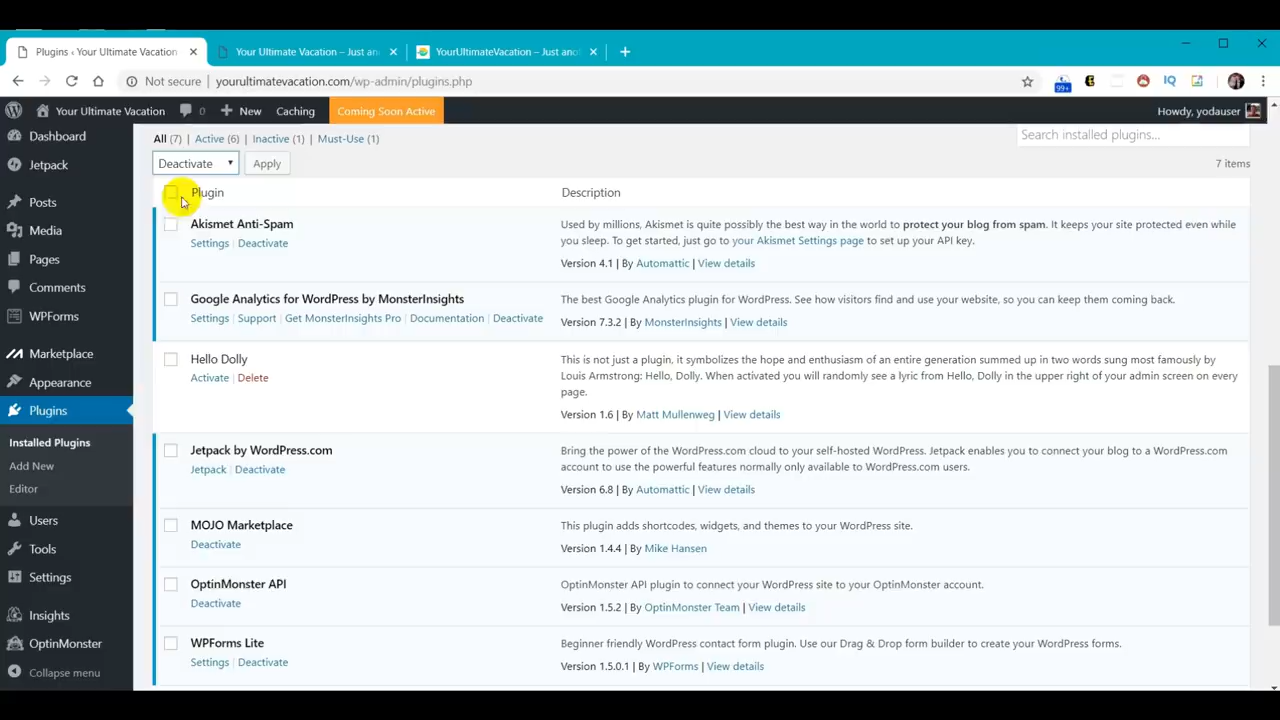 Plugins ‹ Your Ultimate Vacation
Your Ultimate Vacation – Just an
YourUltimateVacation – Just ano
Not secure | yourultimatevacation.com/wp-admin/plugins.php
99+
IQ
Your Ultimate Vacation 0 New Caching Coming Soon Active
Howdy, yodauser
Dashboard
Jetpack
Posts
Media
Pages
Comments
WPForms
Marketplace
Appearance
Plugins
Installed Plugins
Add New
Editor
Users
Tools
Settings
Insights
OptinMonster
Collapse menu
All (7) | Active (6) | Inactive (1) | Must-Use (1)
Search installed plugins...
Deactivate Apply
7 items
Plugin Description
Akismet Anti-Spam
Settings | Deactivate
Used by millions, Akismet is quite possibly the best way in the world to protect your blog from spam. It keeps your site protected even while
you sleep. To get started, just go to your Akismet Settings page to set up your API key.
Version 4.1 | By Automattic | View details
Google Analytics for WordPress by MonsterInsights
Settings | Support | Get MonsterInsights Pro | Documentation | Deactivate
The best Google Analytics plugin for WordPress. See how visitors find and use your website, so you can keep them coming back.
Version 7.3.2 | By MonsterInsights | View details
Hello Dolly
Activate | Delete
This is not just a plugin, it symbolizes the hope and enthusiasm of an entire generation summed up in two words sung most famously by
Louis Armstrong: Hello, Dolly. When activated you will randomly see a lyric from Hello, Dolly in the upper right of your admin screen on every
page.
Version 1.6 | By Matt Mullenweg | View details
Jetpack by WordPress.com
Jetpack | Deactivate
Bring the power of the WordPress.com cloud to your self-hosted WordPress. Jetpack enables you to connect your blog to a WordPress.com
account to use the powerful features normally only available to WordPress.com users.
Version 6.8 | By Automattic | View details
MOJO Marketplace
Deactivate
This plugin adds shortcodes, widgets, and themes to your WordPress site.
Version 1.4.4 | By Mike Hansen
OptinMonster API
Deactivate
OptinMonster API plugin to connect your WordPress site to your OptinMonster account.
Version 1.5.2 | By OptinMonster Team | View details
WPForms Lite
Settings | Deactivate
Beginner friendly WordPress contact form plugin. Use our Drag & Drop form builder to create your WordPress forms.
Version 1.5.0.1 | By WPForms | View details